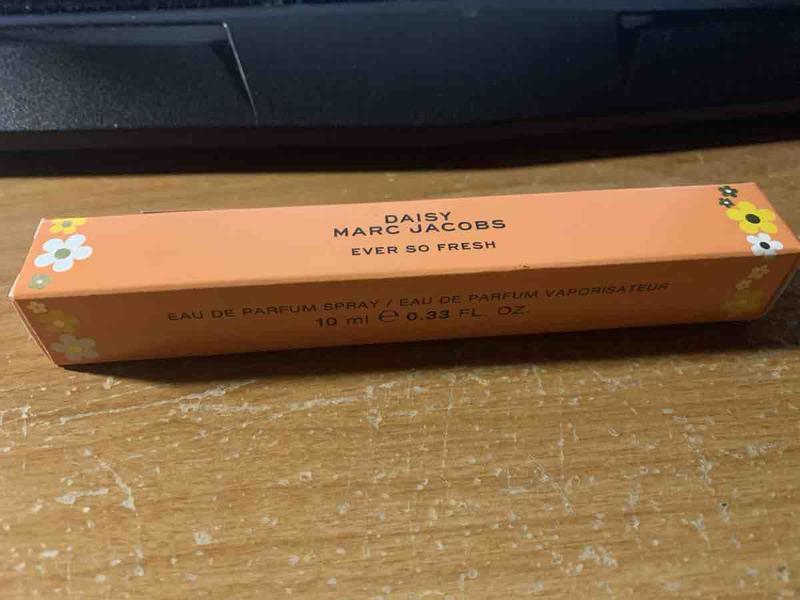 DAISY
MARC JACOBS
EVER SO FRESH
EAU DE PARFUM SPRAY / EAU DE PARFUM VAPORISATEUR
10 ml ℮ 0.33 FL. OZ.